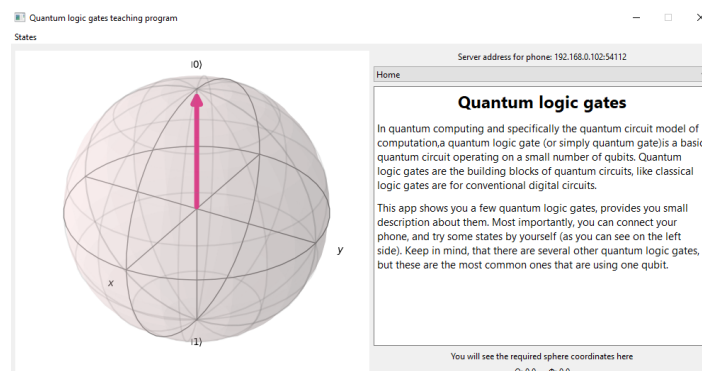 Quantum logic gates teaching program
States
|0⟩
x
y
|1⟩
Server address for phone: 192.168.0.102:54112
Home
Quantum logic gates
In quantum computing and specifically the quantum circuit model of
computation,a quantum logic gate (or simply quantum gate)is a basic
quantum circuit operating on a small number of qubits. Quantum
logic gates are the building blocks of quantum circuits, like classical
logic gates are for conventional digital circuits.
This app shows you a few quantum logic gates, provides you small
description about them. Most importantly, you can connect your
phone, and try some states by yourself (as you can see on the left
side). Keep in mind, that there are several other quantum logic gates,
but these are the most common ones that are using one qubit.
You will see the required sphere coordinates here